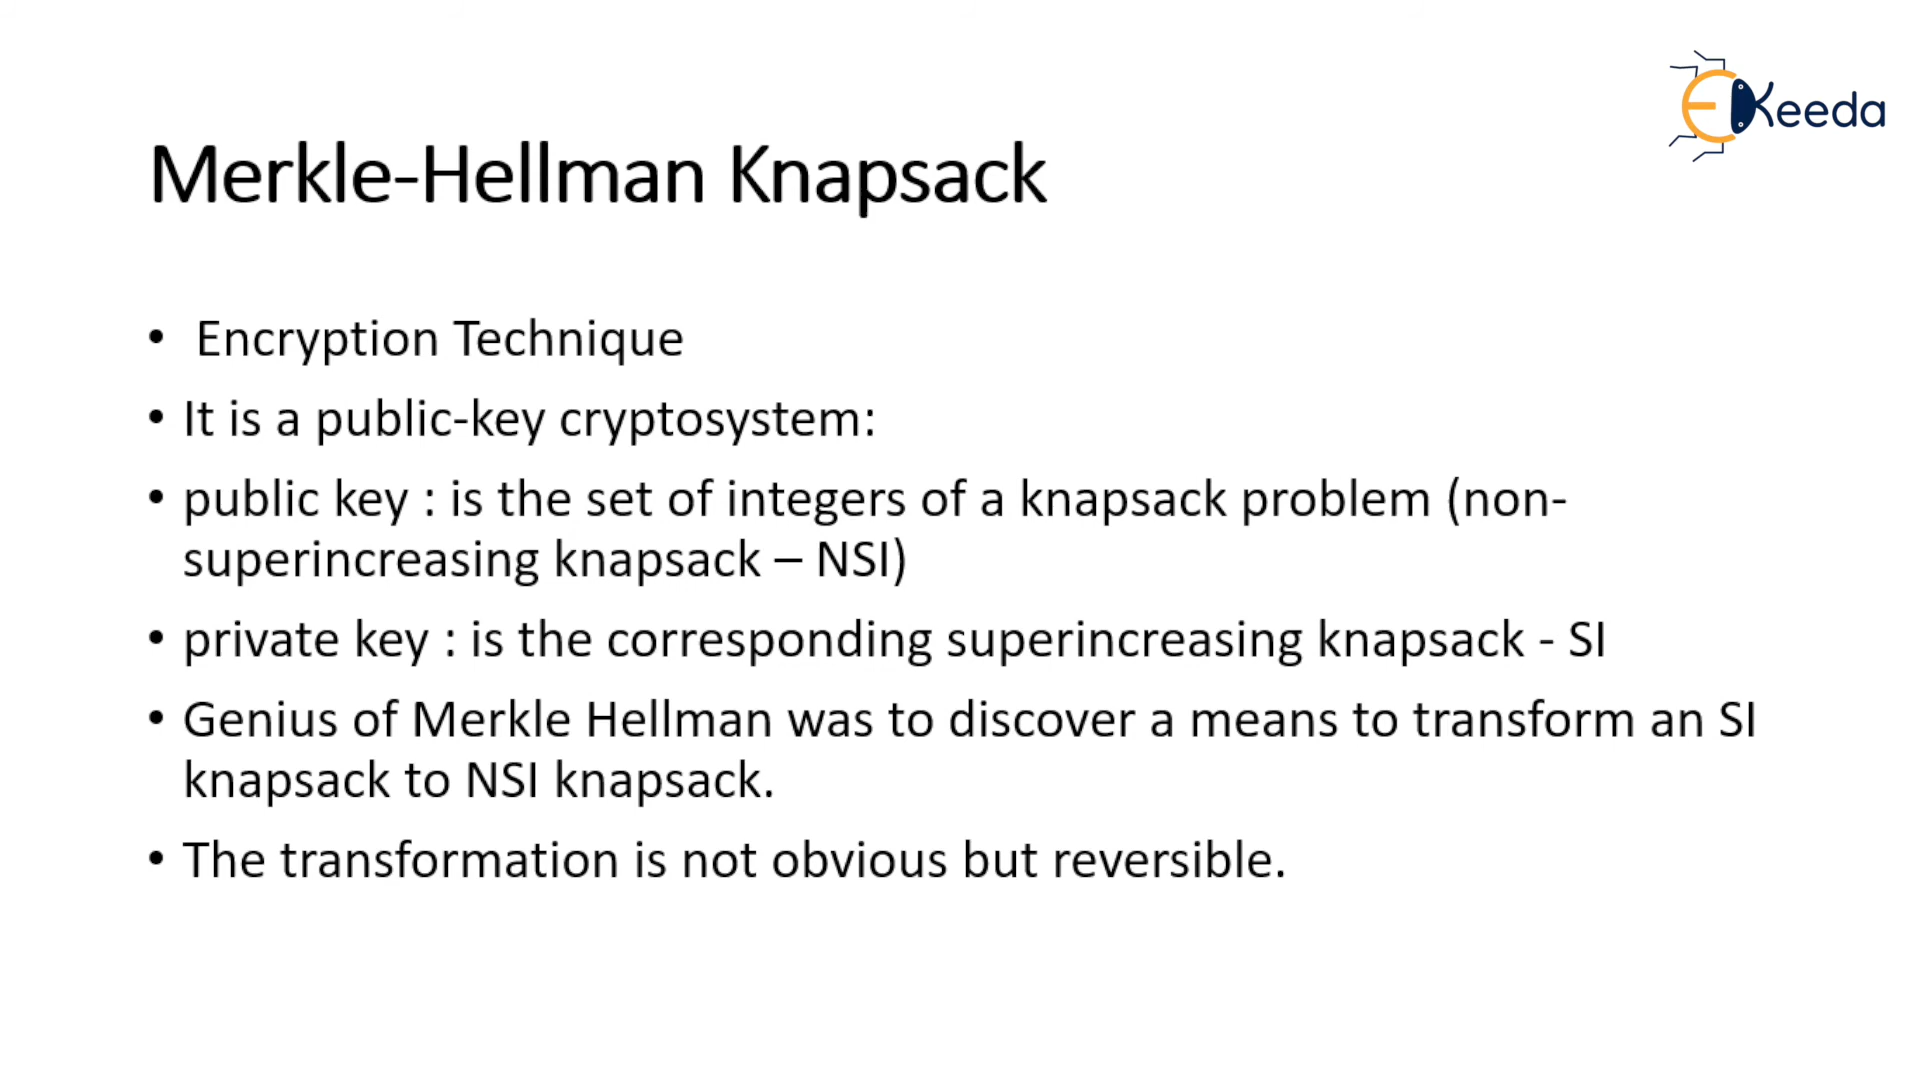 EKeeda
Merkle-Hellman Knapsack
• Encryption Technique
• It is a public-key cryptosystem:
• public key : is the set of integers of a knapsack problem (non-
superincreasing knapsack – NSI)
• private key : is the corresponding superincreasing knapsack - SI
• Genius of Merkle Hellman was to discover a means to transform an SI
knapsack to NSI knapsack.
• The transformation is not obvious but reversible.